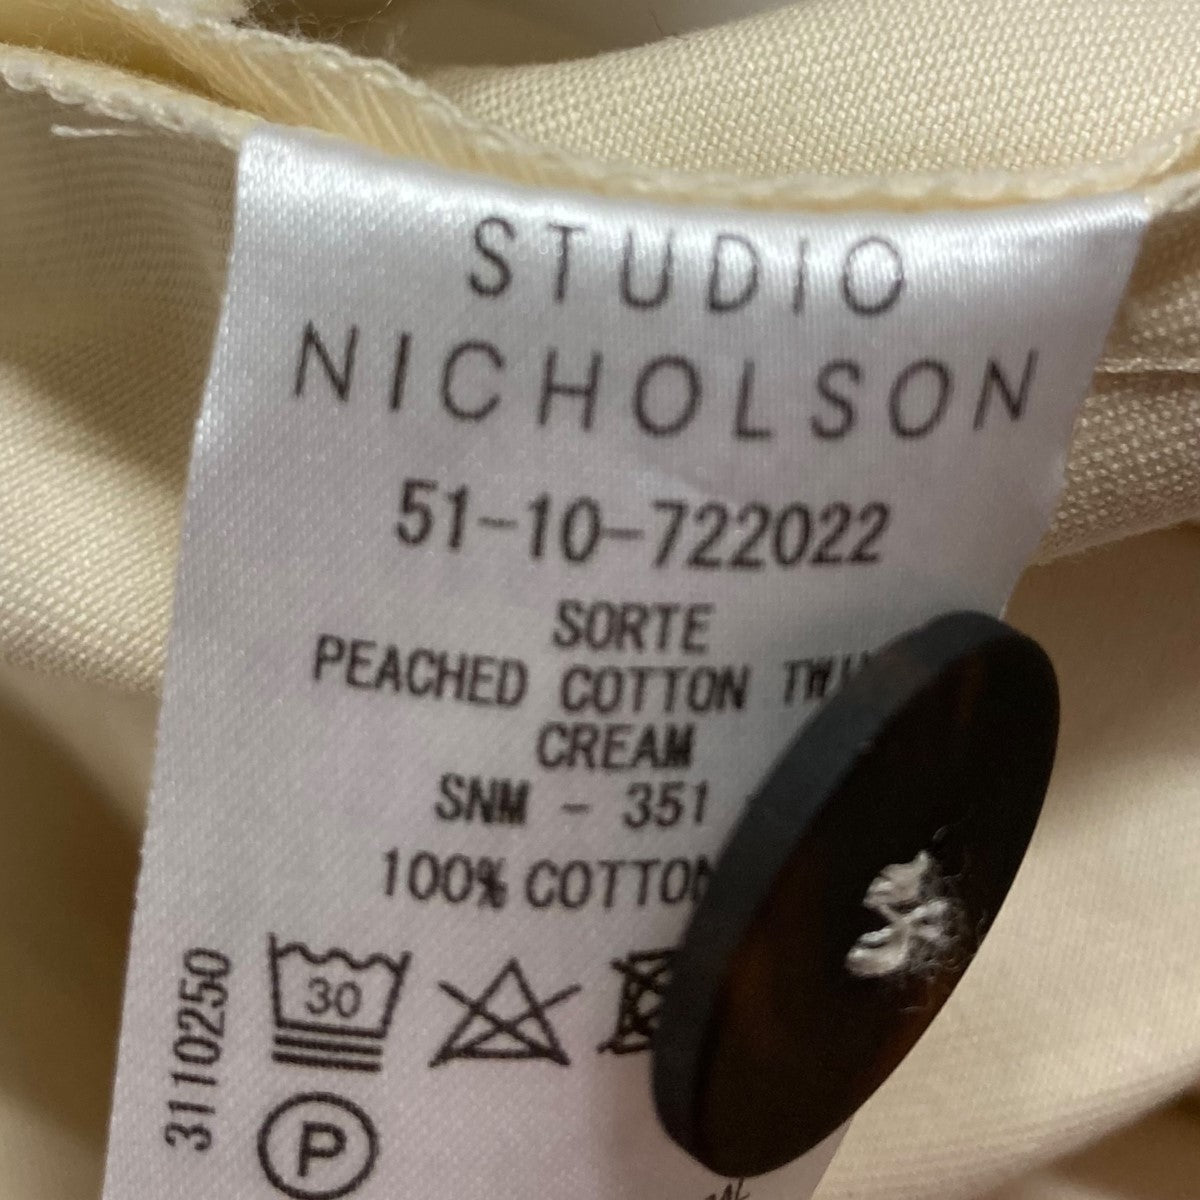 STUDIO
NICHOLSON
51-10-722022
SORTE
PEACHED COTTON
CREAM
SNM - 351
100% COTTON
30
P
3110250